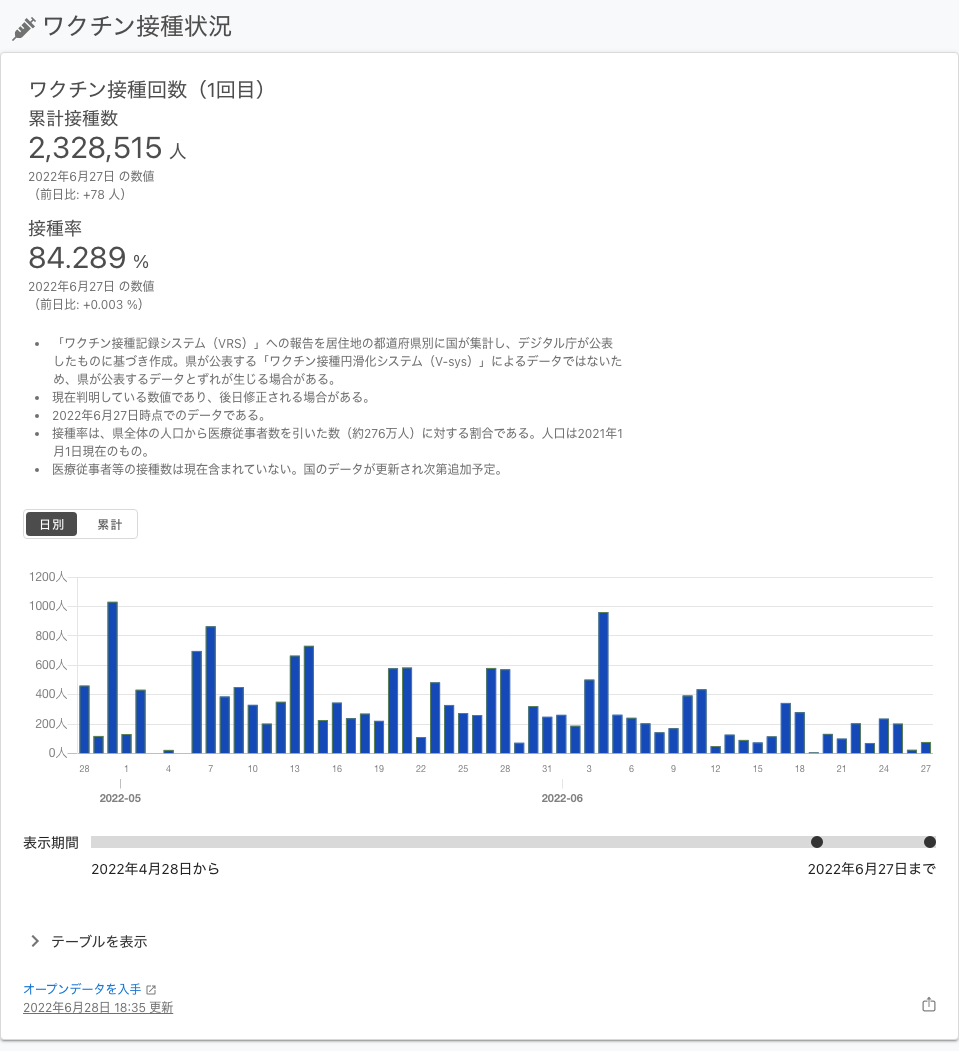 ワクチン接種状況
ワクチン接種回数（1回目）
累計接種数
2,328,515 人
2022年6月27日 の数値
（前日比: +78 人）
接種率
84.289 %
2022年6月27日 の数値
（前日比: +0.003 %）
• 「ワクチン接種記録システム（VRS）」への報告を居住地の都道府県別に国が集計し、デジタル庁が公表
したものに基づき作成。県が公表する「ワクチン接種円滑化システム（V-sys）」によるデータではないた
め、県が公表するデータとずれが生じる場合がある。
• 現在判明している数値であり、後日修正される場合がある。
• 2022年6月27日時点でのデータである。
• 接種率は、県全体の人口から医療従事者数を引いた数（約276万人）に対する割合である。人口は2021年1
月1日現在のもの。
• 医療従事者等の接種数は現在含まれていない。国のデータが更新され次第追加予定。
日別 累計
1200人
1000人
800人
600人
400人
200人
0人
28 1 4 7 10 13 16 19 22 25 28 31 3 6 9 12 15 18 21 24 27
2022-05 2022-06
表示期間
2022年4月28日から 2022年6月27日まで
テーブルを表示
オープンデータを入手
2022年6月28日 18:35 更新